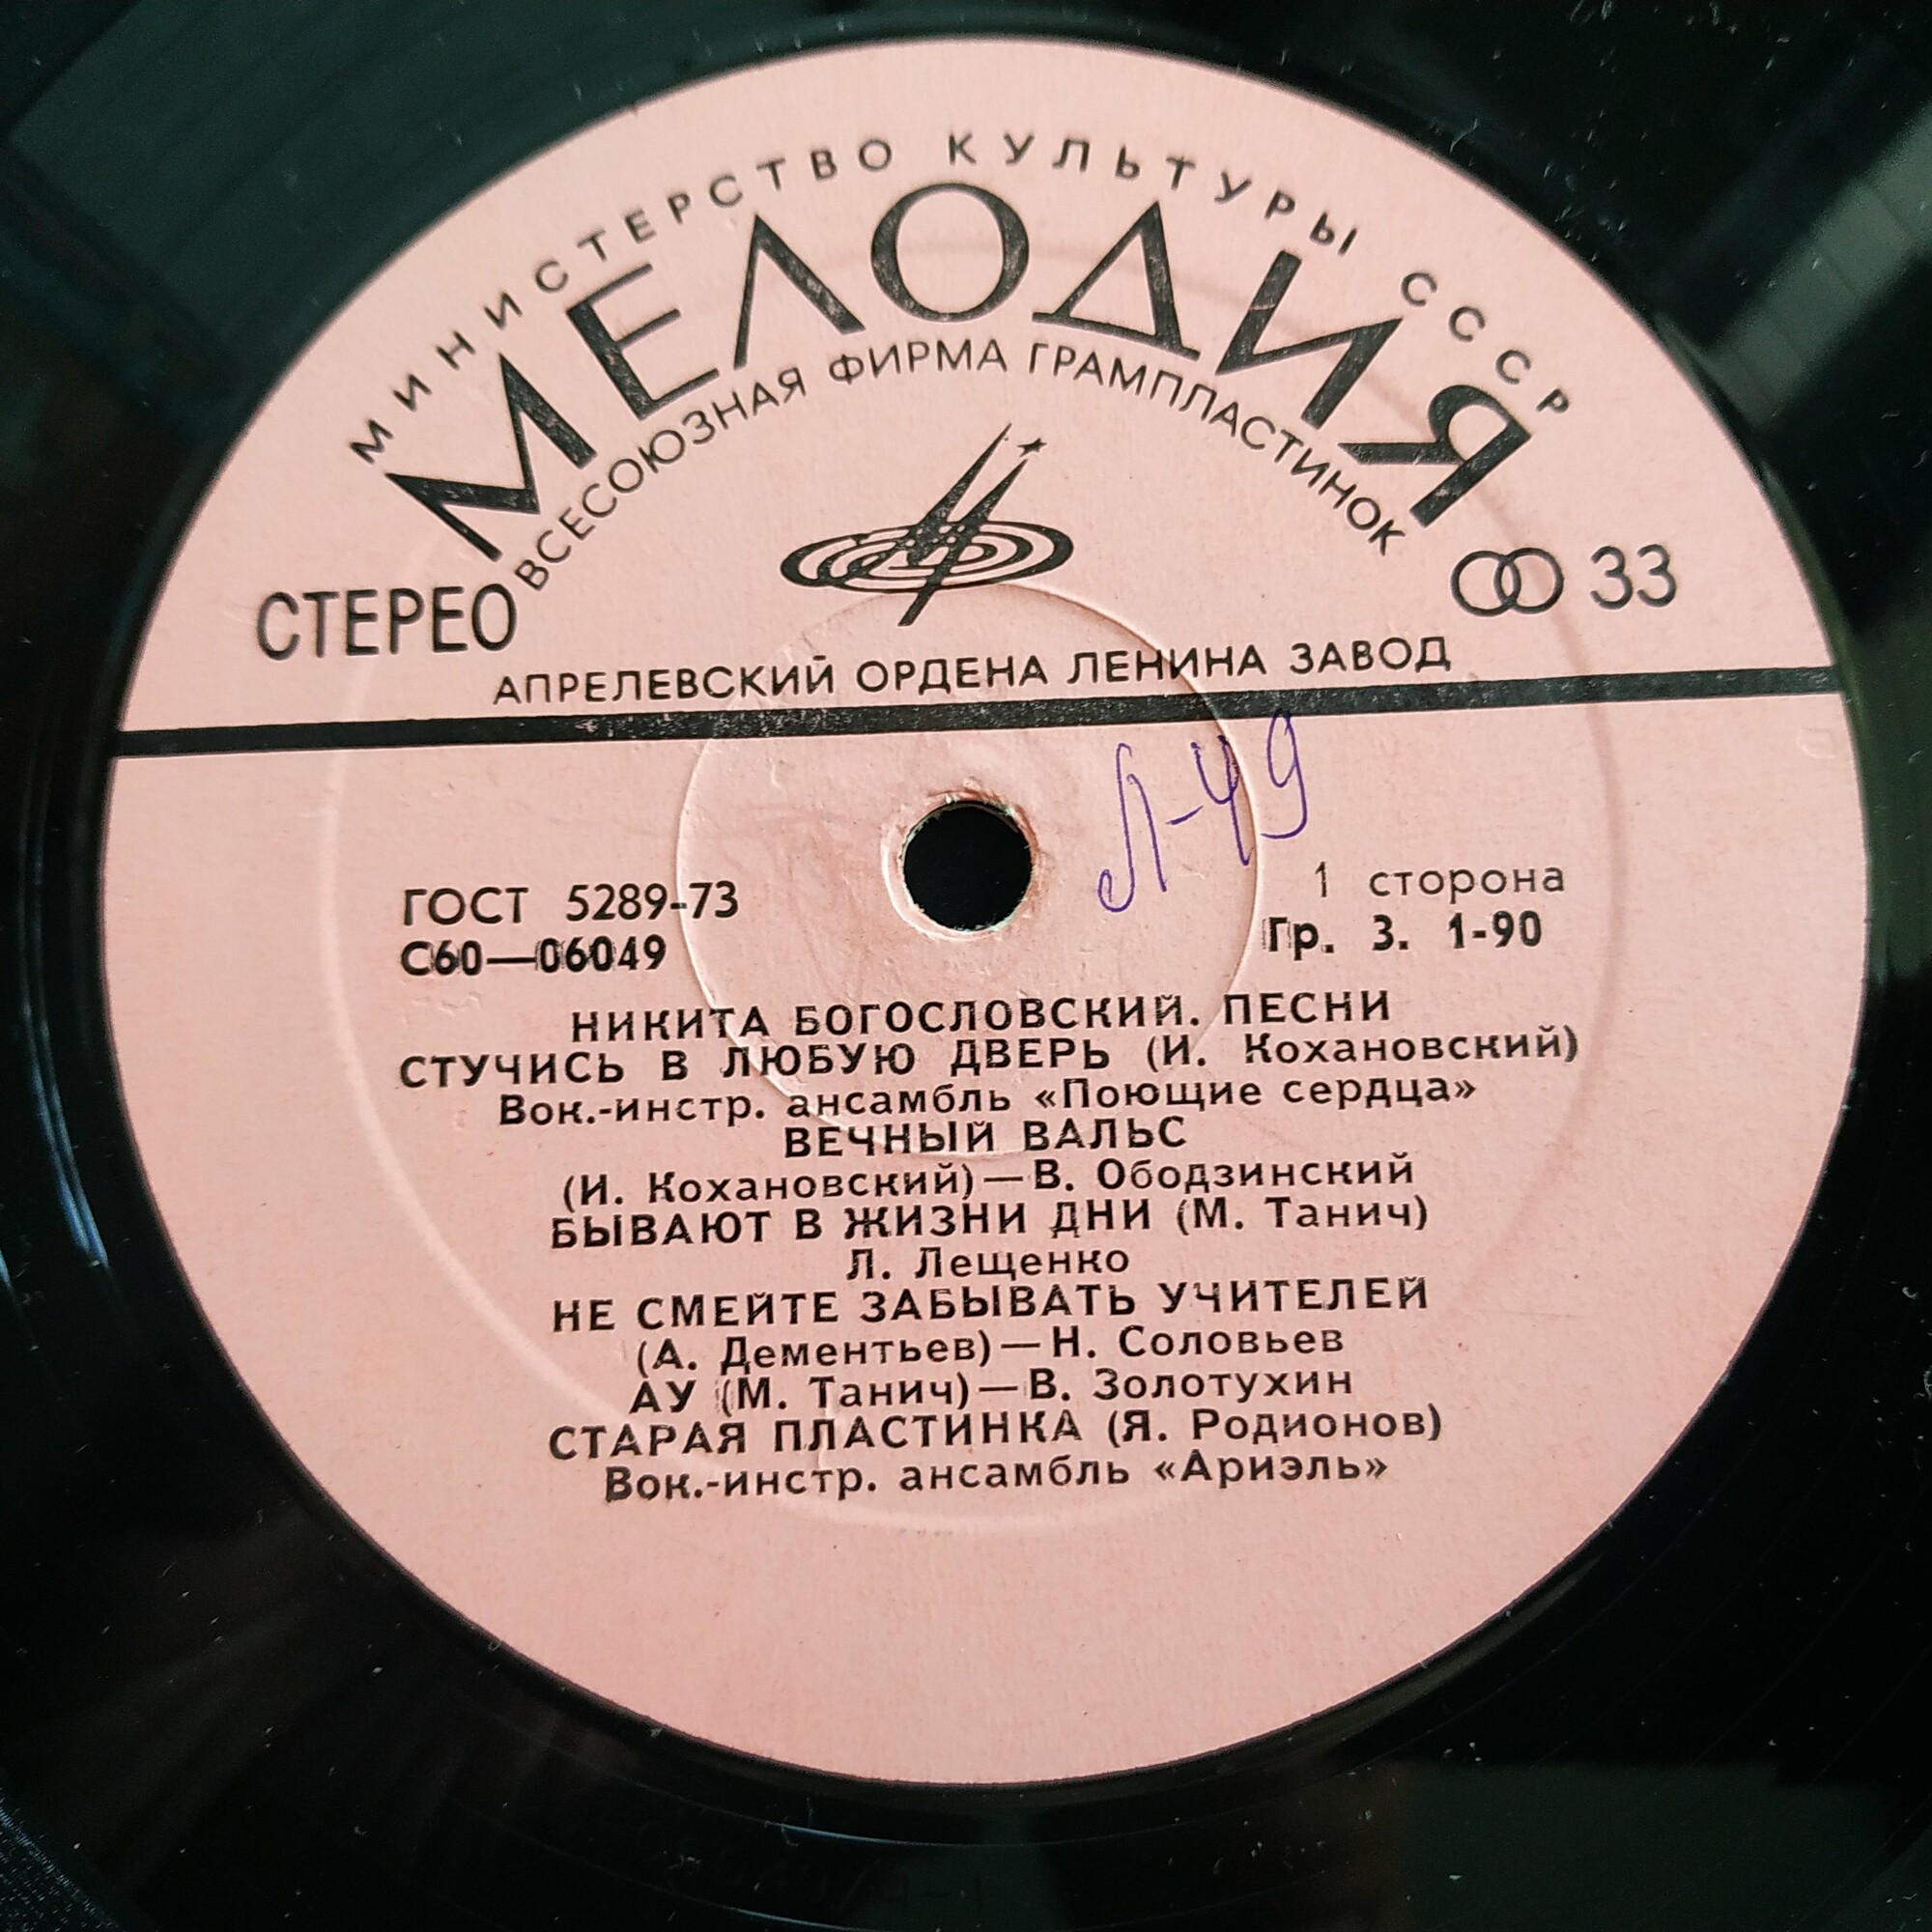 МИНИСТЕРСТВО КУЛЬТУРЫ СССР
МЕЛОДИЯ
ВСЕСОЮЗНАЯ ФИРМА ГРАМПЛАСТИНОК
СТЕРЕО
33
АПРЕЛЕВСКИЙ ОРДЕНА ЛЕНИНА ЗАВОД
Л-49
ГОСТ 5289-73
1 сторона
С60—06049
Гр. 3. 1-90
НИКИТА БОГОСЛОВСКИЙ. ПЕСНИ
СТУЧИСЬ В ЛЮБУЮ ДВЕРЬ (И. Кохановский)
Вок.-инстр. ансамбль «Поющие сердца»
ВЕЧНЫЙ ВАЛЬС
(И. Кохановский)—В. Ободзинский
БЫВАЮТ В ЖИЗНИ ДНИ (М. Танич)
Л. Лещенко
НЕ СМЕЙТЕ ЗАБЫВАТЬ УЧИТЕЛЕЙ
(А. Дементьев)—Н. Соловьев
АУ (М. Танич)—В. Золотухин
СТАРАЯ ПЛАСТИНКА (Я. Родионов)
Вок.-инстр. ансамбль «Ариэль»